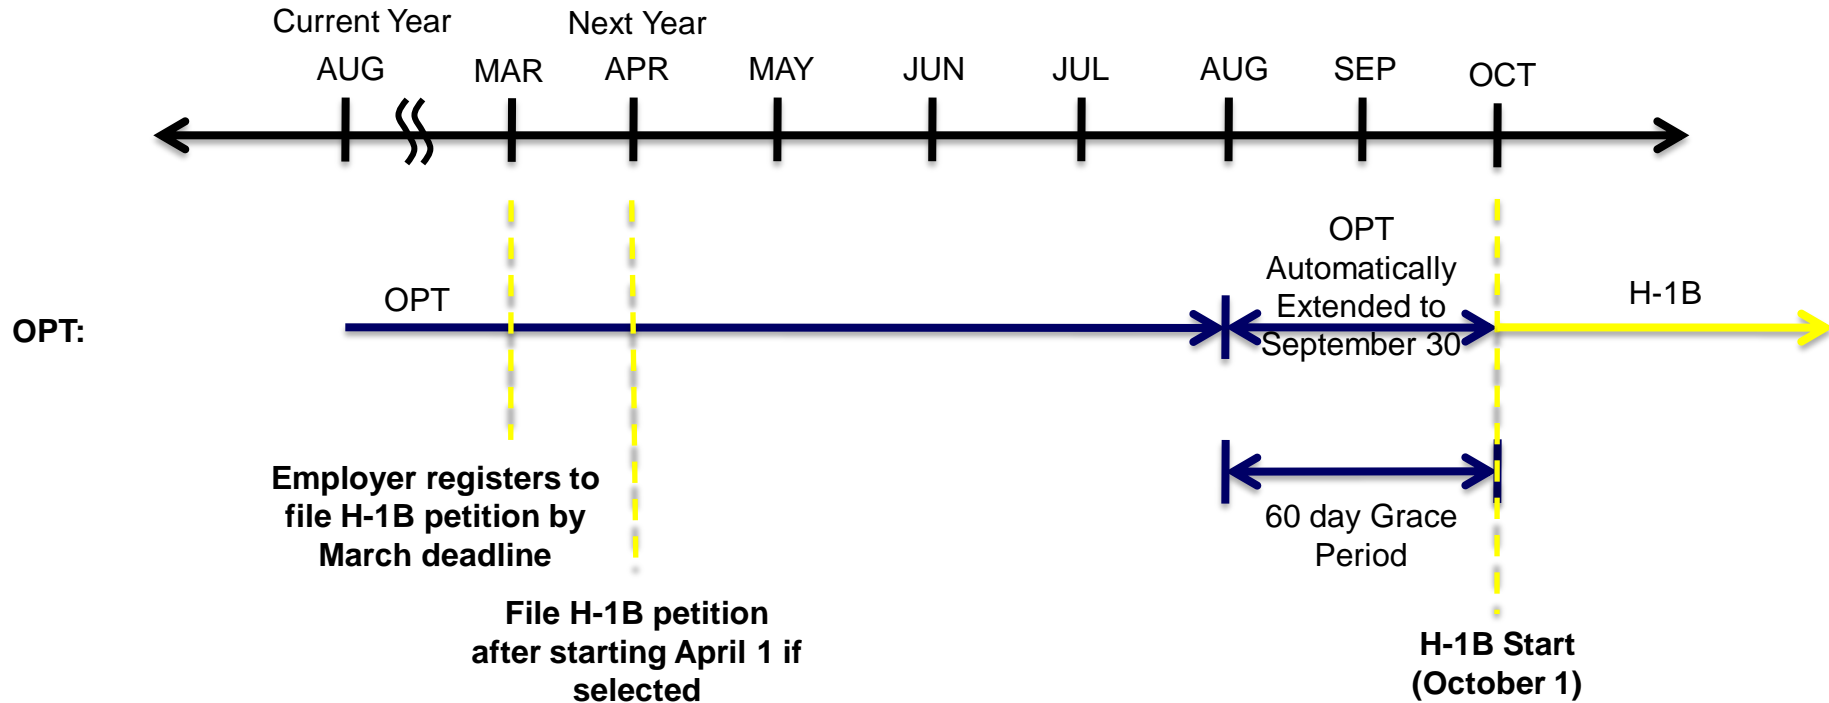 Current Year
Next Year
AUG
MAR
APR
MAY
JUN
JUL
AUG
SEP
OCT
OPT:
OPT
OPT
Automatically
Extended to
September 30
H-1B
Employer registers to
file H-1B petition by
March deadline
60 day Grace
Period
File H-1B petition
after starting April 1 if
selected
H-1B Start
(October 1)